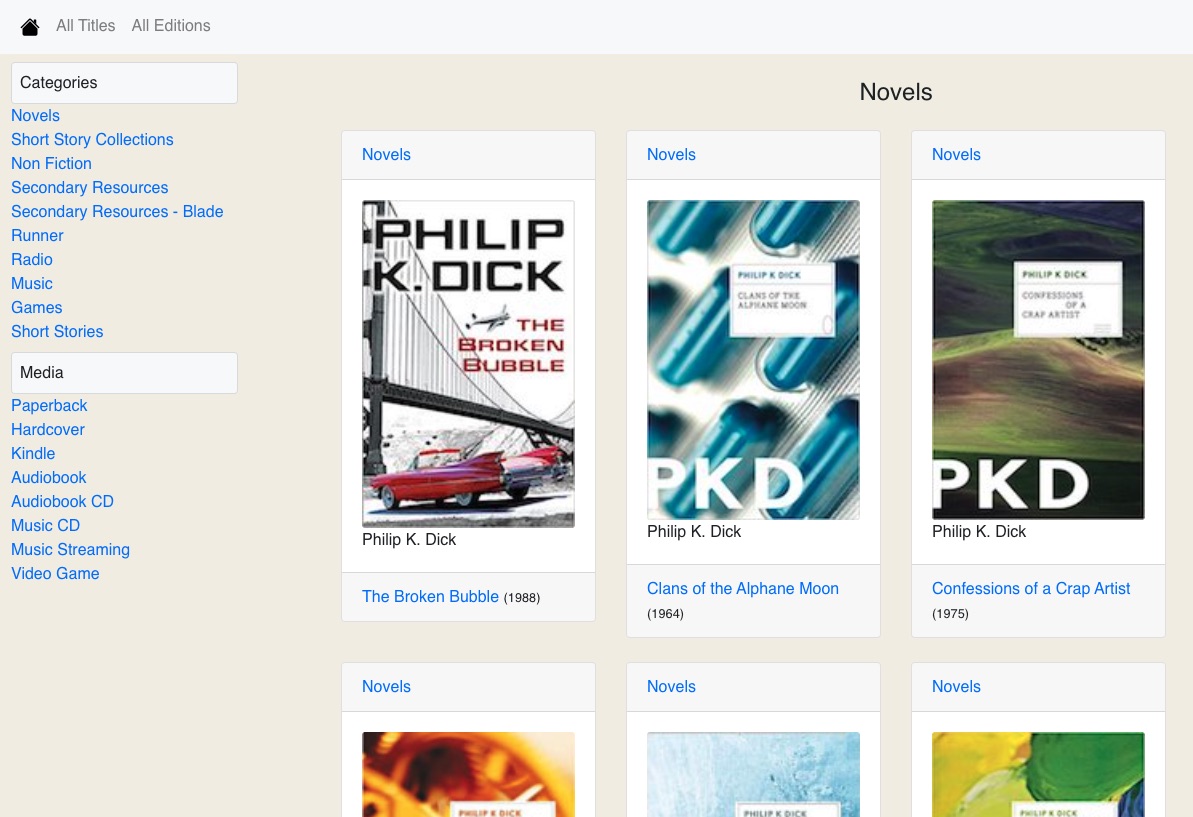 All Titles All Editions
Categories
Novels
Short Story Collections
Non Fiction
Secondary Resources
Secondary Resources - Blade
Runner
Radio
Music
Games
Short Stories
Media
Paperback
Hardcover
Kindle
Audiobook
Audiobook CD
Music CD
Music Streaming
Video Game
Novels
Novels
PHILIP
K. DICK
THE
BROKEN
BUBBLE
Philip K. Dick
The Broken Bubble (1988)
Novels
PHILIP K DICK
CLANS OF THE
ALPHANE MOON
PKD
Philip K. Dick
Clans of the Alphane Moon
(1964)
Novels
PHILIP K DICK
CONFESSIONS
OF A
CRAP ARTIST
PKD
Philip K. Dick
Confessions of a Crap Artist
(1975)
Novels
PHILIP K DICK
Novels
PHILIP K DICK
Novels
PHILIP K DICK